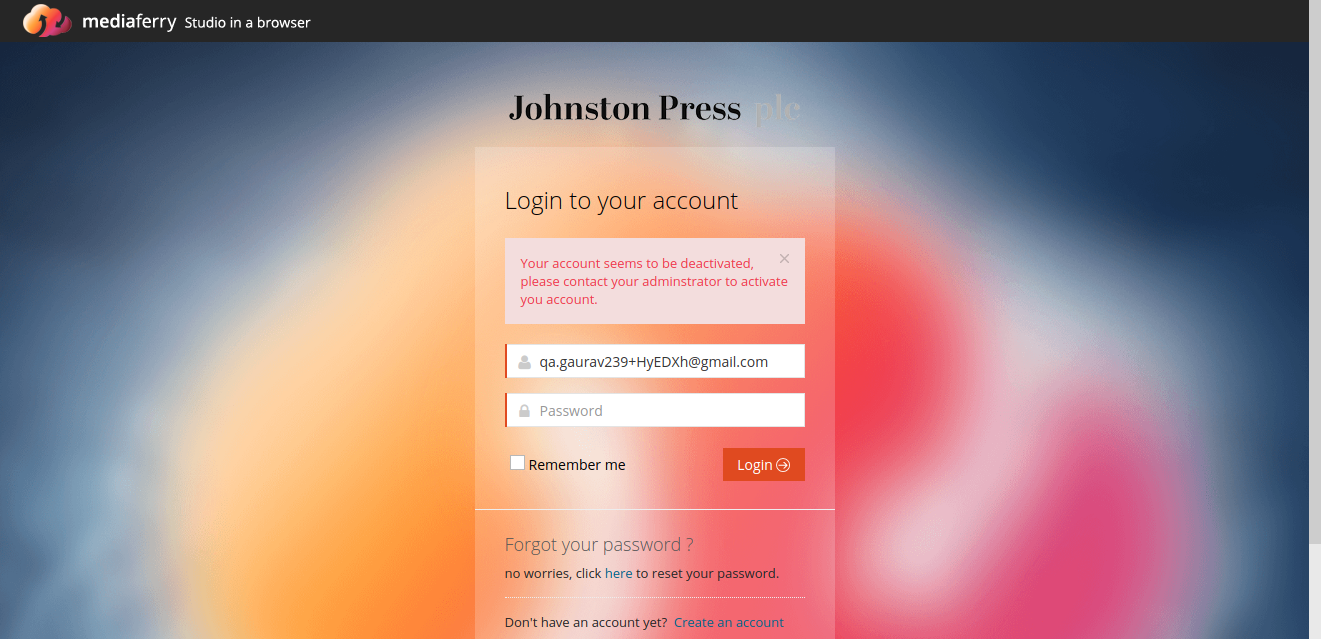 mediaferry Studio in a browser
Johnston Press plc
Login to your account
Your account seems to be deactivated,
please contact your adminstrator to activate
you account.
qa.gaurav239+HyEDXh@gmail.com
Password
Remember me
Login
Forgot your password ?
no worries, click here to reset your password.
Don't have an account yet? Create an account